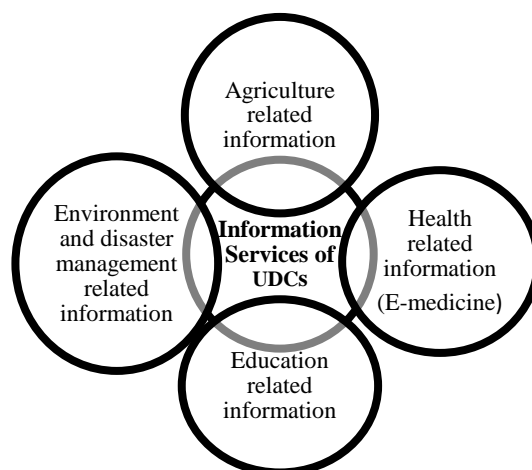 Agriculture
related
information
Environment
and disaster
management
related
information
Information
Services of
UDCs
Health
related
information
(E-medicine)
Education
related
information